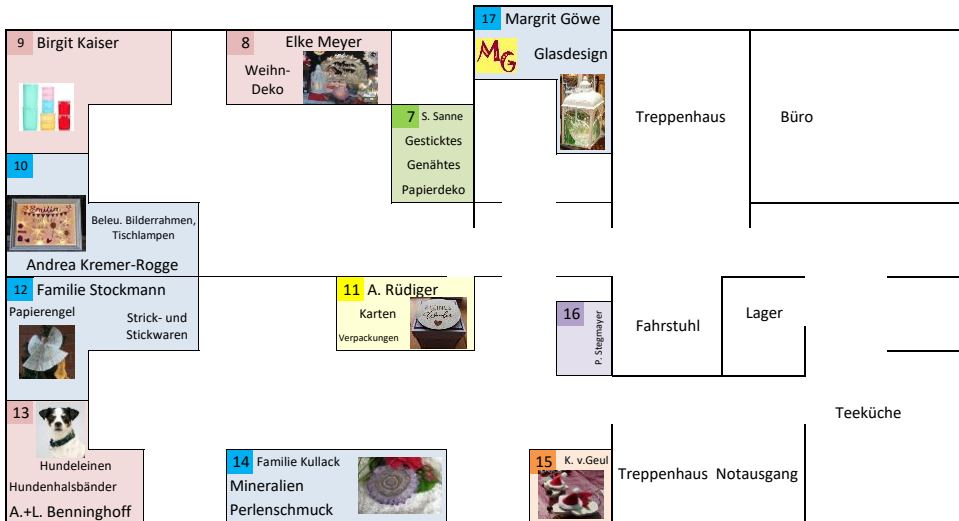 17 Margrit Göwe
MG Glasdesign
9 Birgit Kaiser
8 Elke Meyer
Weihn-
Deko
7 S. Sanne
Gesticktes
Genähtes
Papierdeko
Treppenhaus
Büro
10
Beleu. Bilderrahmen,
Tischlampen
Andrea Kremer-Rogge
12 Familie Stockmann
Papierengel
Strick- und
Stickwaren
11 A. Rüdiger
Karten
Verpackungen
16
P. Stegmayer
Fahrstuhl
Lager
13
Hundeleinen
Hundenhalsbänder
A.+L. Benninghoff
14 Familie Kullack
Mineralien
Perlenschmuck
15 K. v.Geul
Treppenhaus Notausgang
Teeküche